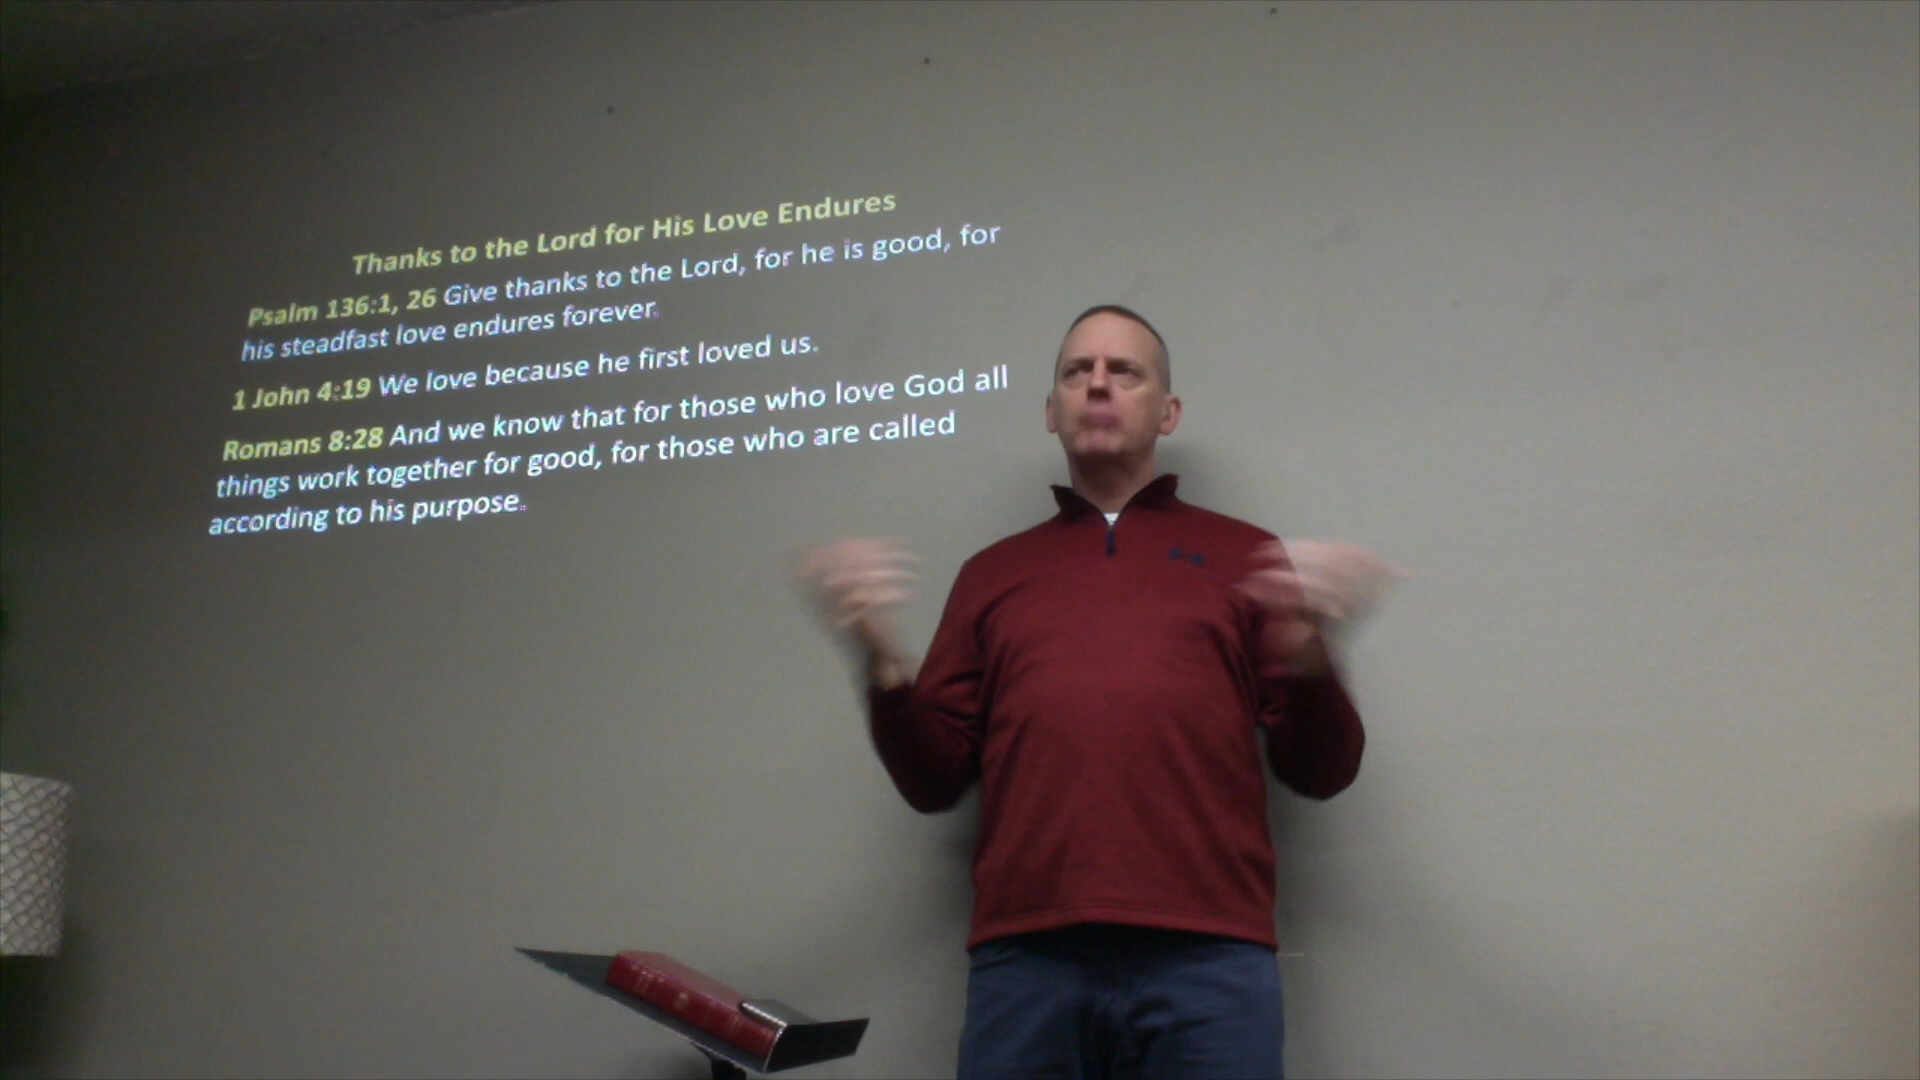 Thanks to the Lord for His Love Endures
Psalm 136:1, 26 Give thanks to the Lord, for he is good, for
his steadfast love endures forever.
1 John 4:19 We love because he first loved us.
Romans 8:28 And we know that for those who love God all
things work together for good, for those who are called
according to his purpose.